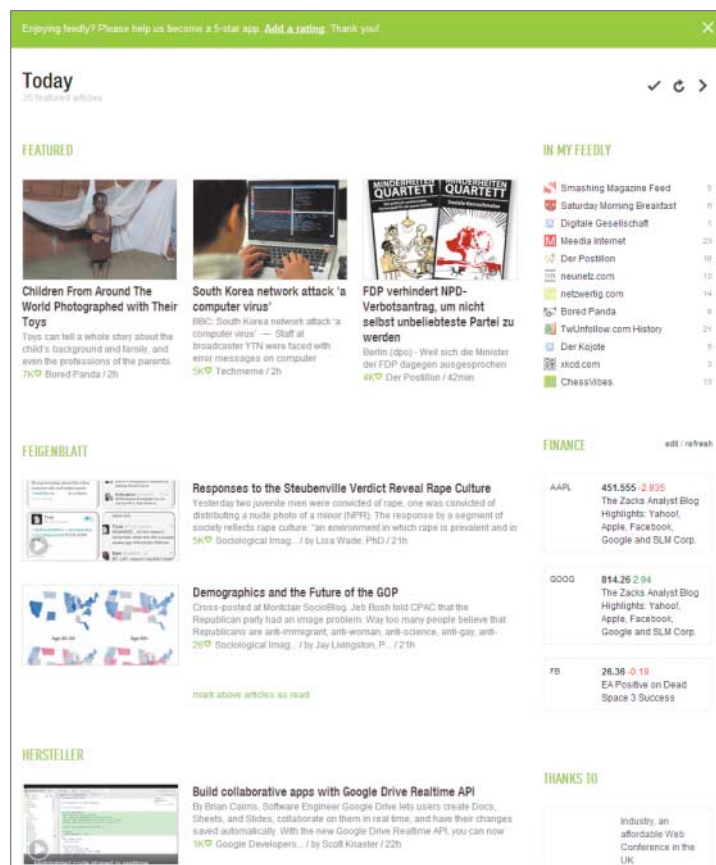 Enjoying feedly? Please help us become a 5-star app. Add a rating. Thank you!
Today
35 featured articles
FEATURED
MINDERHEITEN QUARTETT
MINDERHEITEN QUARTETT
Children From Around The
World Photographed with Their
Toys
Toys can tell a whole story about the
child's background and family, and
even the professions of the parents.
7K Bored Panda / 2h
South Korea network attack 'a
computer virus'
BBC: South Korea network attack 'a
computer virus' — Staff at
broadcaster YTN were faced with
error messages on computer
5K Techmeme / 2h
FDP verhindert NPD-
Verbotsantrag, um nicht
selbst unbeliebteste Partei zu
werden
Berlin (dpo) - Weil sich die Minister
der FDP dagegen ausgesprochen
4K Der Postillon / 42min
IN MY FEEDLY
Smashing Magazine Feed 5
Saturday Morning Breakfast 6
Digitale Gesellschaft 1
Meedia Internet 23
Der Postillon 10
neunetz.com 12
netzwertig.com 14
Bored Panda 8
TwUnfollow.com History 21
Der Kojote 5
xkcd.com 3
ChessVibes 13
FEIGENBLATT
Responses to the Steubenville Verdict Reveal Rape Culture
Yesterday two juvenile men were convicted of rape, one was convicted of
distributing a nude photo of a minor (NPR). The response by a segment of
society reflects rape culture: "an environment in which rape is prevalent and in
5K Sociological Imag... / by Lisa Wade, PhD / 21h
Demographics and the Future of the GOP
Cross-posted at Montclair SocioBlog. Jeb Bush told CPAC that the
Republican party had an image problem. Way too many people believe that
Republicans are anti-immigrant, anti-woman, anti-science, anti-gay, anti-
26 Sociological Imag... / by Jay Livingston, P... / 21h
mark above articles as read
FINANCE edit / refresh
AAPL 451.555 -2.935
The Zacks Analyst Blog
Highlights: Yahoo!,
Apple, Facebook,
Google and SLM Corp.
GOOG 814.26 2.94
The Zacks Analyst Blog
Highlights: Yahoo!,
Apple, Facebook,
Google and SLM Corp.
FB 26.36 -0.19
EA Positive on Dead
Space 3 Success
HERSTELLER
Build collaborative apps with Google Drive Realtime API
By Brian Cairns, Software Engineer Google Drive lets users create Docs,
Sheets, and Slides, collaborate on them in real time, and have their changes
saved automatically. With the new Google Drive Realtime API, you can now
1K Google Developers... / by Scott Knaster / 22h
THANKS TO
Industry, an
affordable Web
Conference in the
UK